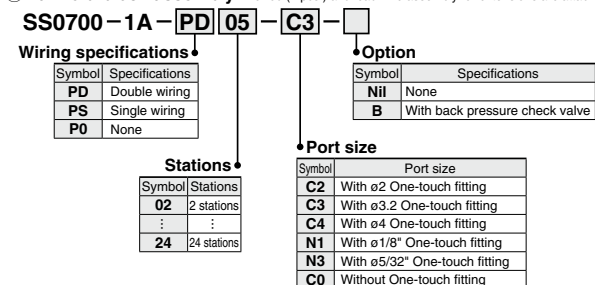 SS0700-1A-PD 05-C3-
Wiring specifications
Symbol Specifications
PD Double wiring
PS Single wiring
P0 None
Option
Symbol Specifications
Nil None
B With back pressure check valve
Stations
Symbol Stations
02 2 stations
⋮ ⋮
24 24 stations
Port size
Symbol Port size
C2 With ø2 One-touch fitting
C3 With ø3.2 One-touch fitting
C4 With ø4 One-touch fitting
N1 With ø1/8" One-touch fitting
N3 With ø5/32" One-touch fitting
C0 Without One-touch fitting